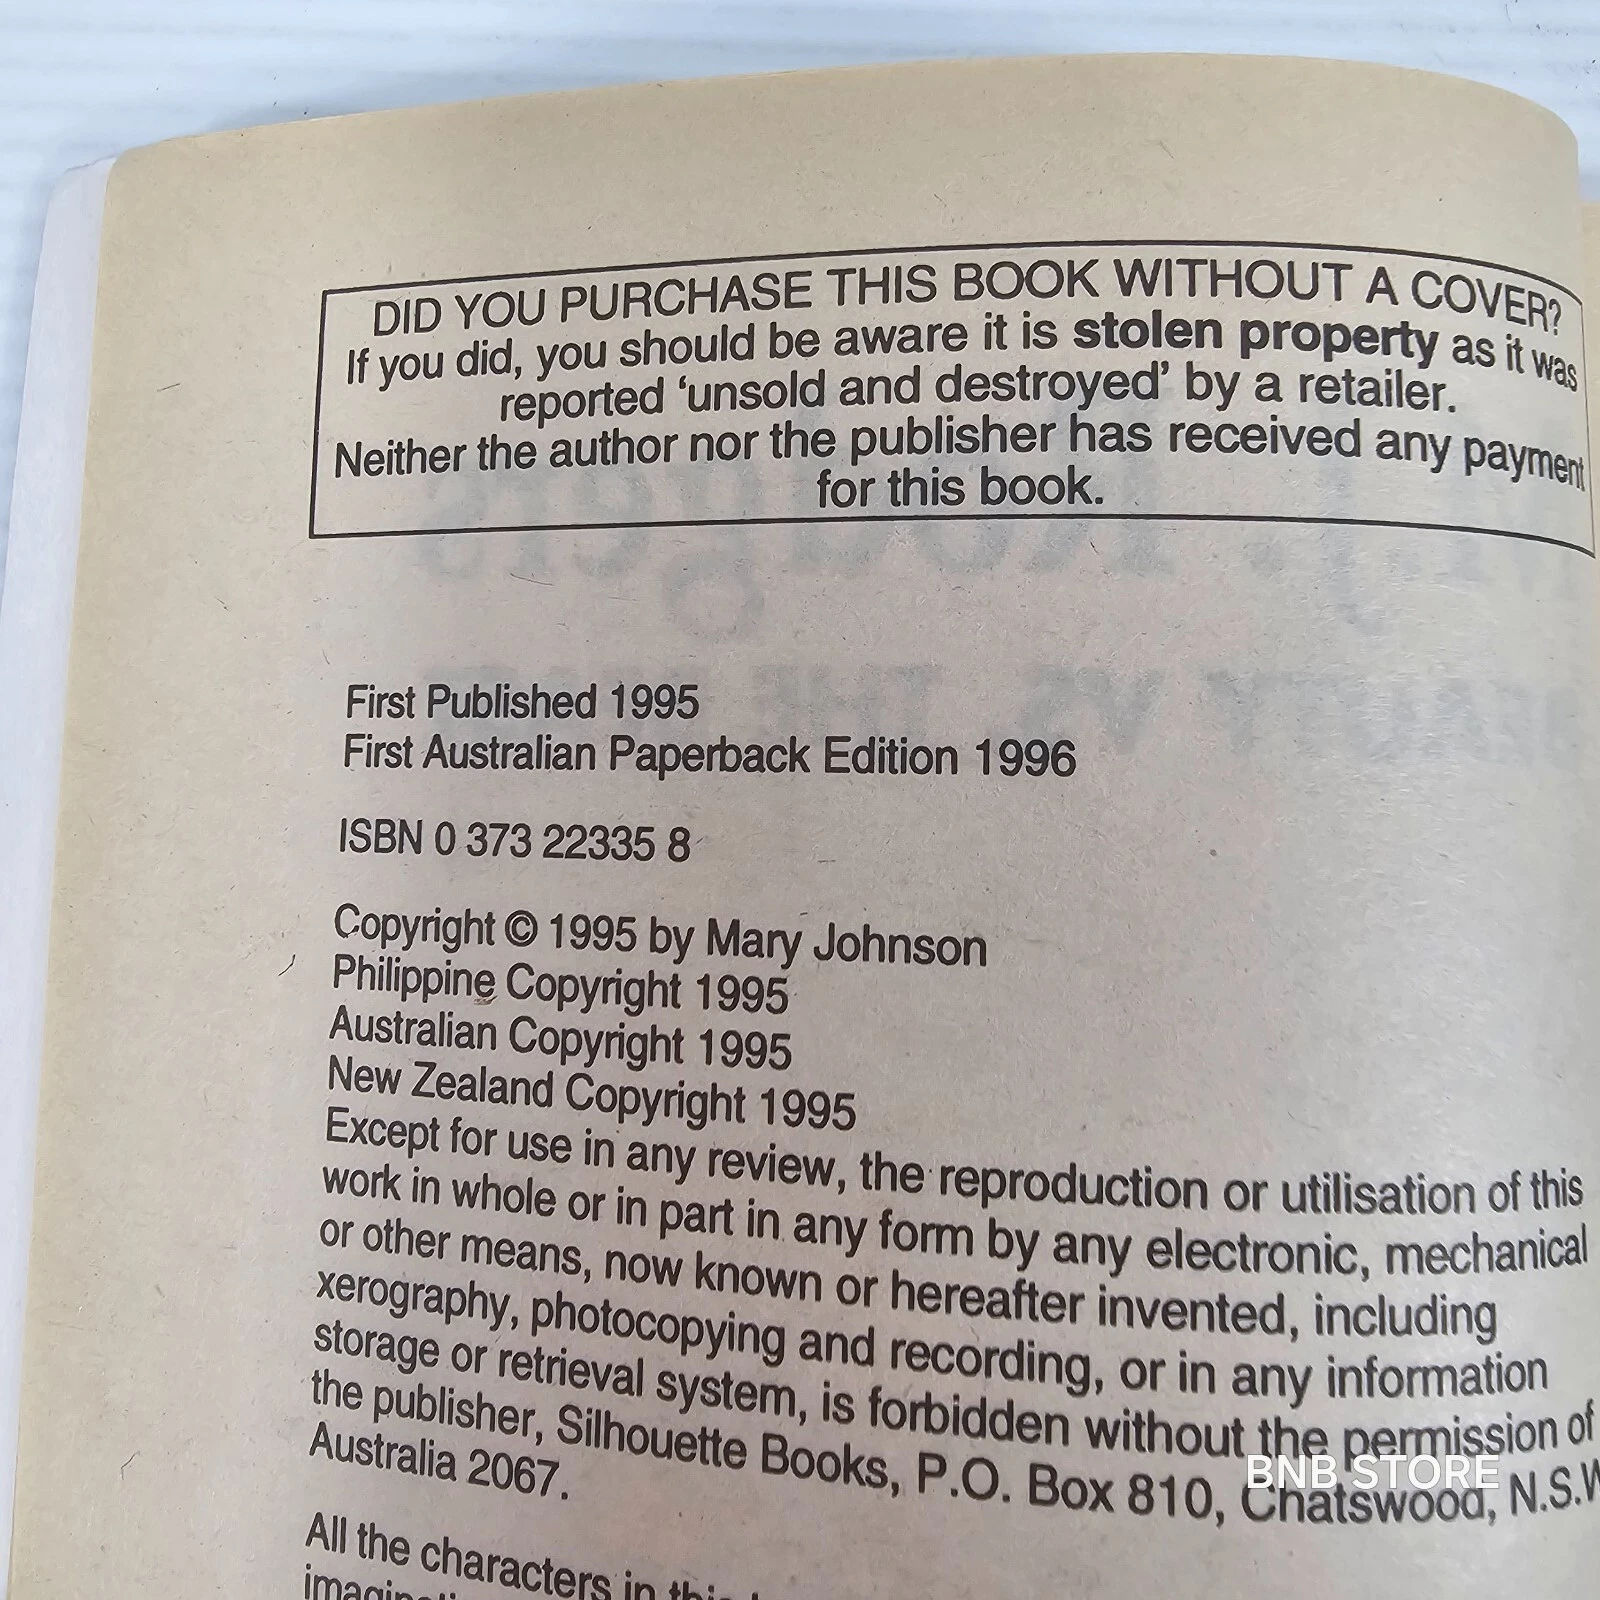 DID YOU PURCHASE THIS BOOK WITHOUT A COVER?
If you did, you should be aware it is stolen property as it was
reported ‘unsold and destroyed’ by a retailer.
Neither the author nor the publisher has received any payment
for this book.
First Published 1995
First Australian Paperback Edition 1996
ISBN 0 373 22335 8
Copyright © 1995 by Mary Johnson
Philippine Copyright 1995
Australian Copyright 1995
New Zealand Copyright 1995
Except for use in any review, the reproduction or utilisation of this
work in whole or in part in any form by any electronic, mechanical
or other means, now known or hereafter invented, including
xerography, photocopying and recording, or in any information
storage or retrieval system, is forbidden without the permission of
the publisher, Silhouette Books, P.O. Box 810, Chatswood, N.S.W
Australia 2067.
BNB STORE
All the characters in this